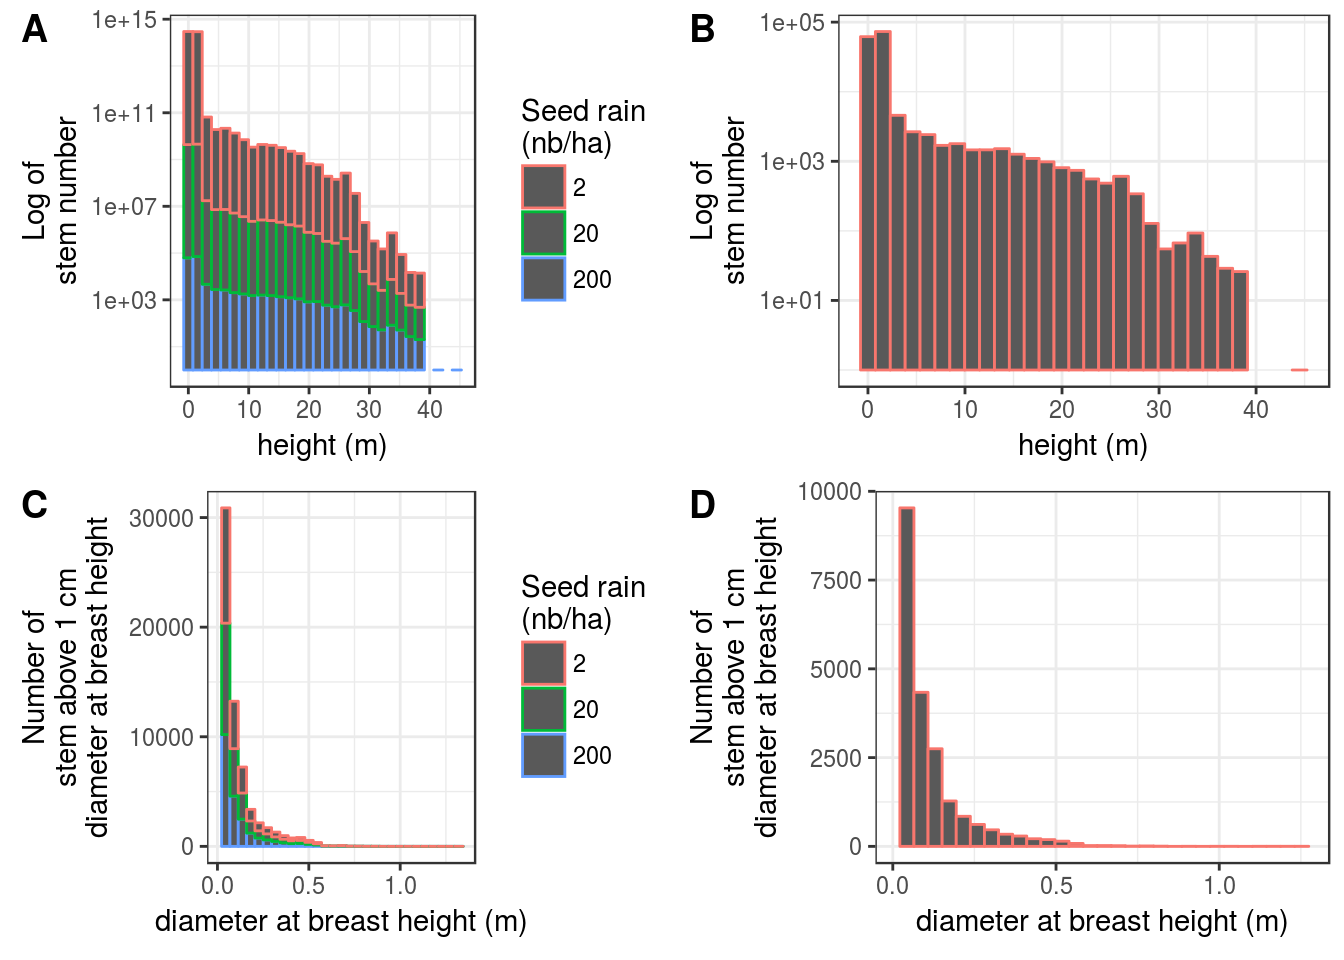 A
Log of
stem number
1e+15
1e+11
1e+07
1e+03
0 10 20 30 40
height (m)
Seed rain
(nb/ha)
2
20
200
B
Log of
stem number
1e+05
1e+03
1e+01
0 10 20 30 40
height (m)
C
Number of
stem above 1 cm
diameter at breast height
30000
20000
10000
0
0.0 0.5 1.0
diameter at breast height (m)
Seed rain
(nb/ha)
2
20
200
D
Number of
stem above 1 cm
diameter at breast height
10000
7500
5000
2500
0
0.0 0.5 1.0
diameter at breast height (m)